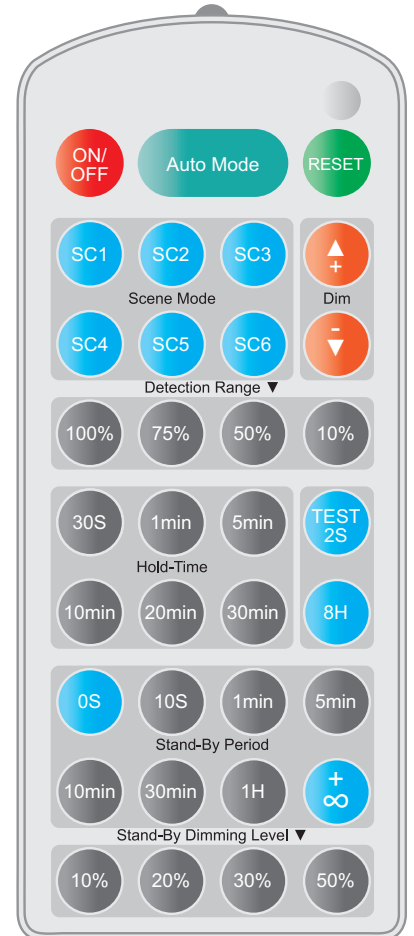 ON/
OFF
Auto Mode
RESET
SC1 SC2 SC3 ▲
+
Scene Mode Dim
SC4 SC5 SC6 -
▼
Detection Range ▼
100% 75% 50% 10%
30S 1min 5min TEST
2S
Hold-Time
10min 20min 30min 8H
0S 10S 1min 5min
Stand-By Period
10min 30min 1H +
∞
Stand-By Dimming Level ▼
10% 20% 30% 50%